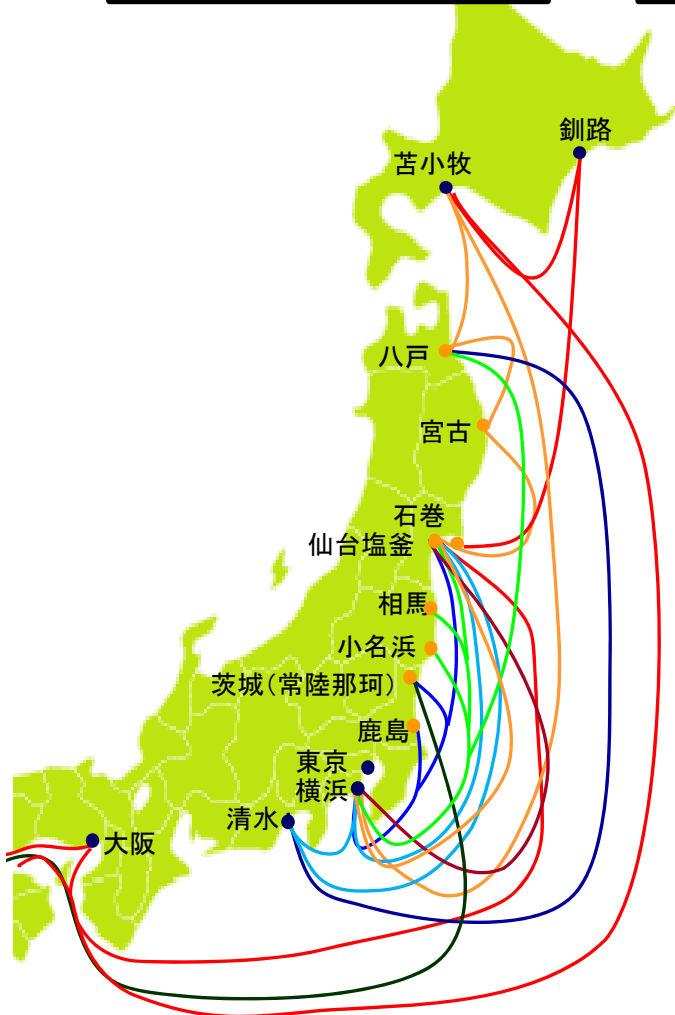 釧路
苫小牧
八戸
宮古
石巻
仙台塩釜
相馬
小名浜
茨城(常陸那珂)
鹿島
東京
横浜
清水
大阪